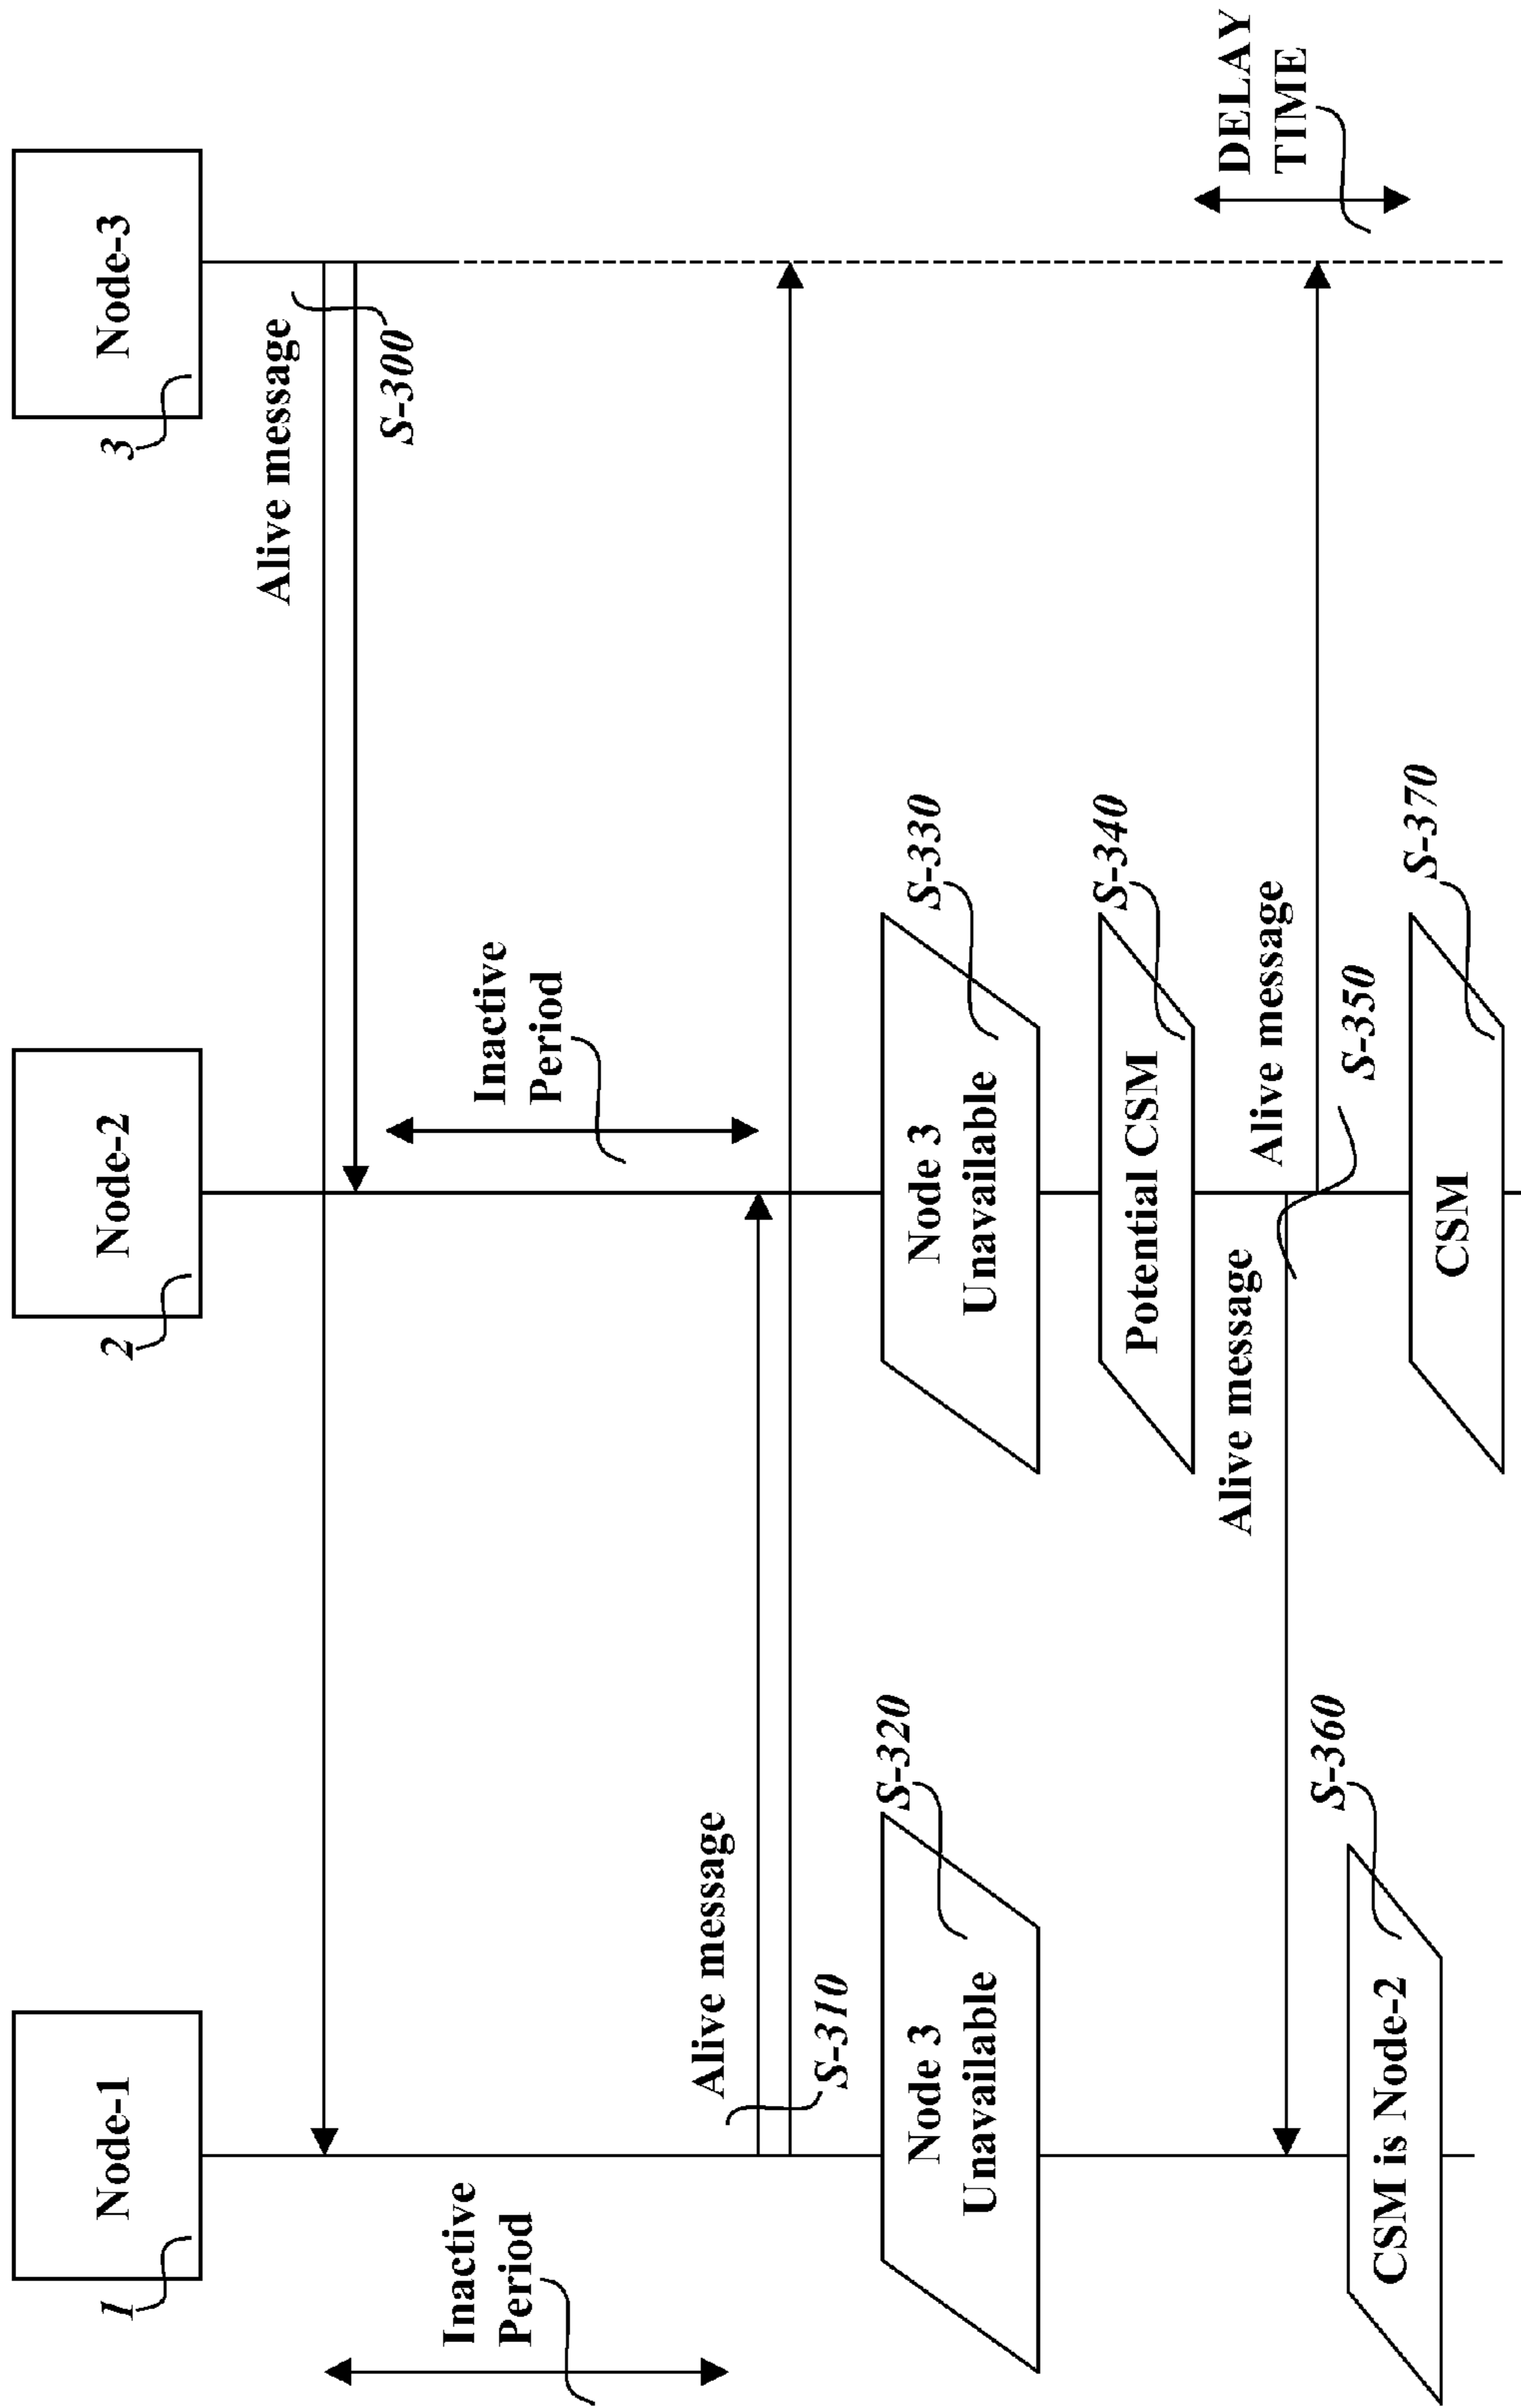 Node-1
1
Node-2
2
Node-3
3
Alive message
S-300
Inactive
Period
Inactive
Period
Alive message
S-310
Node 3
Unavailable
S-320
Node 3
Unavailable
S-330
Potential CSM
S-340
DELAY
TIME
Alive message
Alive message
S-350
CSM is Node-2
S-360
CSM
S-370